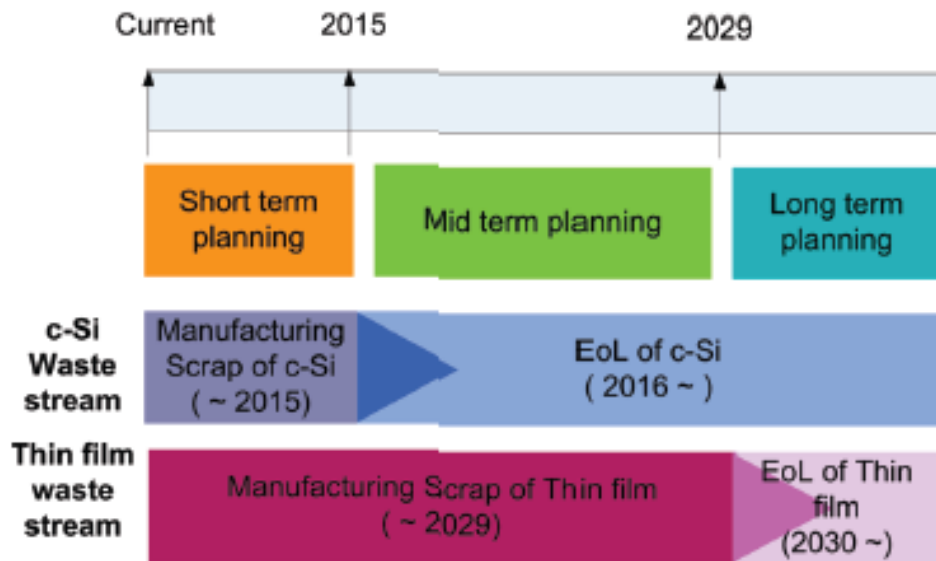 Current
2015
2029
Short term
planning
Mid term planning
Long term
planning
c-Si
Waste
stream
Manufacturing
Scrap of c-Si
( ~ 2015)
EoL of c-Si
( 2016 ~ )
Thin film
waste
stream
Manufacturing Scrap of Thin film
( ~ 2029)
EoL of Thin
film
(2030 ~)